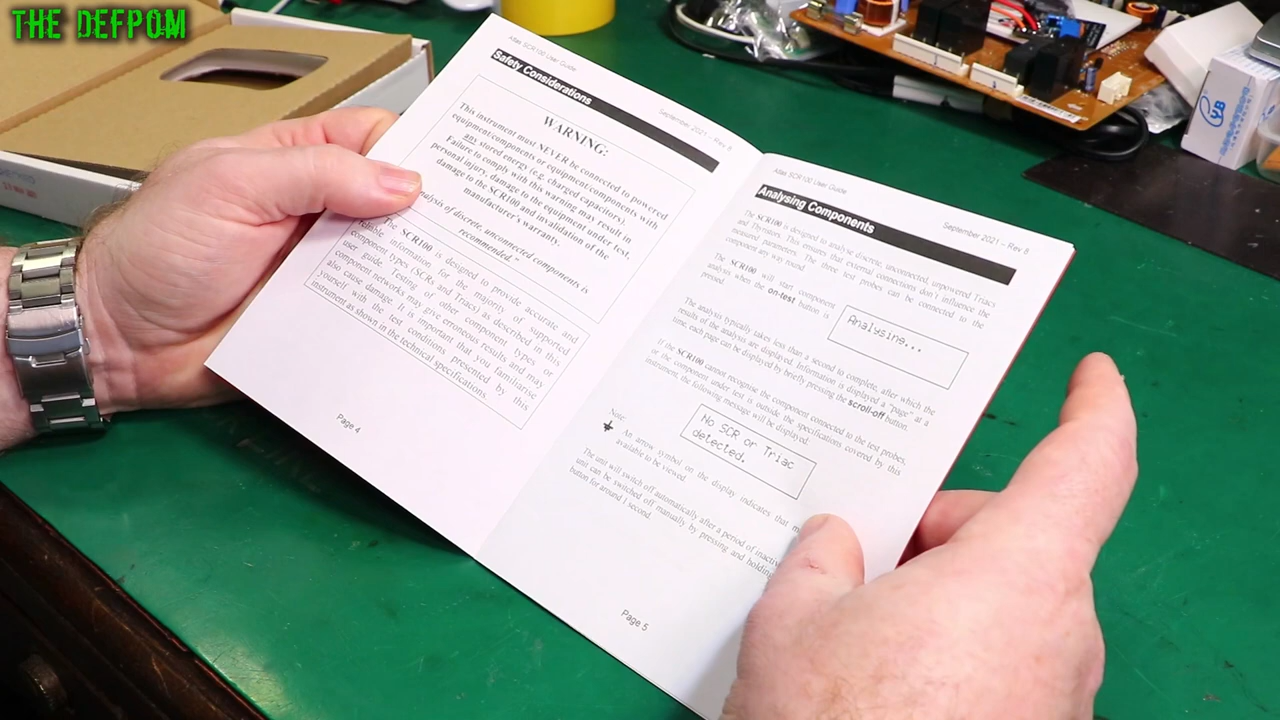 THE DEFPOM
Atlas SCR100 User Guide
September 2021 – Rev 8
Safety Considerations
WARNING:
This instrument must NEVER be connected to powered
equipment/components or equipment/components with
any stored energy (e.g. charged capacitors).
Failure to comply with this warning may result in
personal injury, damage to the equipment under test,
damage to the SCR100 and invalidation of the
manufacturer's warranty.
analysis of discrete, unconnected components is
recommended"
The SCR100 is designed to provide accurate and
reliable information for the majority of supported
component types (SCRs and Triacs) as described in this
user guide. Testing of other component types or
component networks may give erroneous results and may
also cause damage. It is important that you familiarise
yourself with the test conditions presented by this
instrument as shown in the technical specifications.
Page 4
Atlas SCR100 User Guide
September 2021 – Rev 8
Analysing Components
The SCR100 is designed to analyse discrete, unconnected, unpowered Triacs
and Thyristors. This ensures that external connections don't influence the
measured parameters. The three test probes can be connected to the
component any way round.
The SCR100 will start component
analysis when the on-test button is
pressed.
Analysing...
The analysis typically takes less than a second to complete, after which the
results of the analysis are displayed. Information is displayed a "page" at a
time, each page can be displayed by briefly pressing the scroll-off button.
If the SCR100 cannot recognise the component connected to the test probes,
or the component under test is outside the specifications covered by this
instrument, the following message will be displayed.
No SCR or Triac
detected.
Note:
An arrow symbol on the display indicates that
available to be viewed.
The unit will switch off automatically after a period of
unit can be switched off manually by pressing and
button for around 1 second.
Page 5
YB